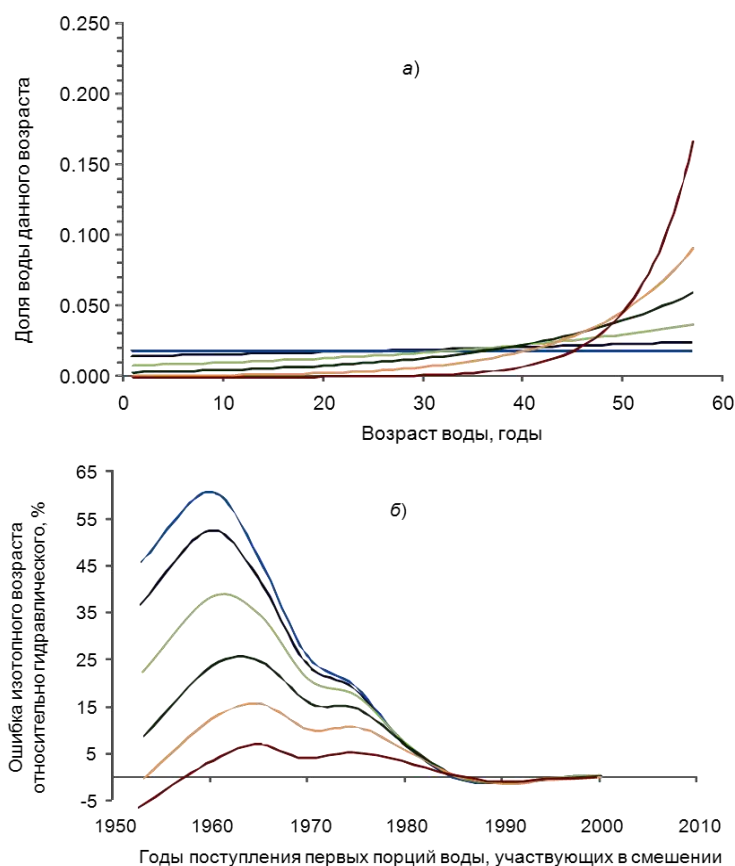 0.250
0.200
0.150
0.100
0.050
0.000
Доля воды данного возраста
а)
0 10 20 30 40 50 60
Возраст воды, годы
65
55
45
35
25
15
5
-5
Ошибка изотопного возраста
относительно гидравлического, %
б)
1950 1960 1970 1980 1990 2000 2010
Годы поступления первых порций воды, участвующих в смешении